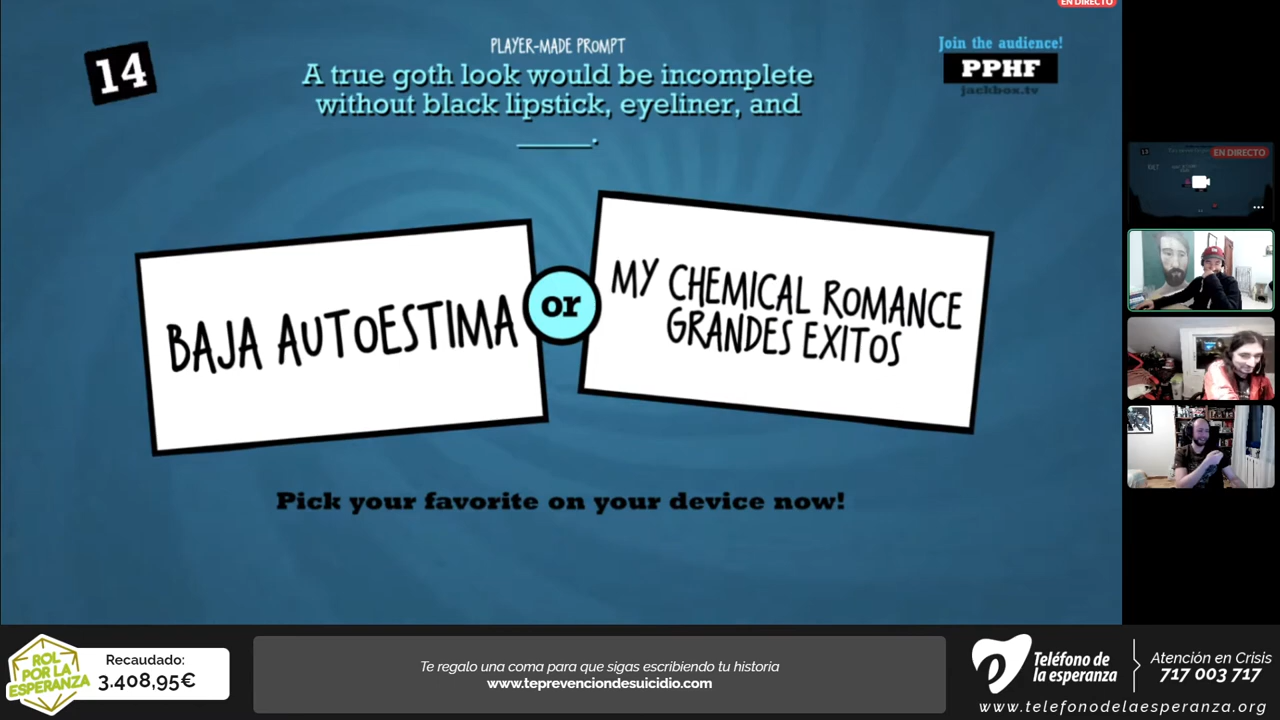 EN DIRECTO
14
PLAYER-MADE PROMPT
A true goth look would be incomplete
without black lipstick, eyeliner, and
______.
Join the audience!
PPHF
jackbox.tv
BAJA AUTOESTIMA
or
MY CHEMICAL ROMANCE
GRANDES EXITOS
Pick your favorite on your device now!
EN DIRECTO
ROL
POR LA
ESPERANZA
Recaudado:
3.408,95€
Te regalo una coma para que sigas escribiendo tu historia
www.teprevenciondesuicidio.com
Teléfono de
la esperanza
Atención en Crisis
717 003 717
www.telefonodelaesperanza.org